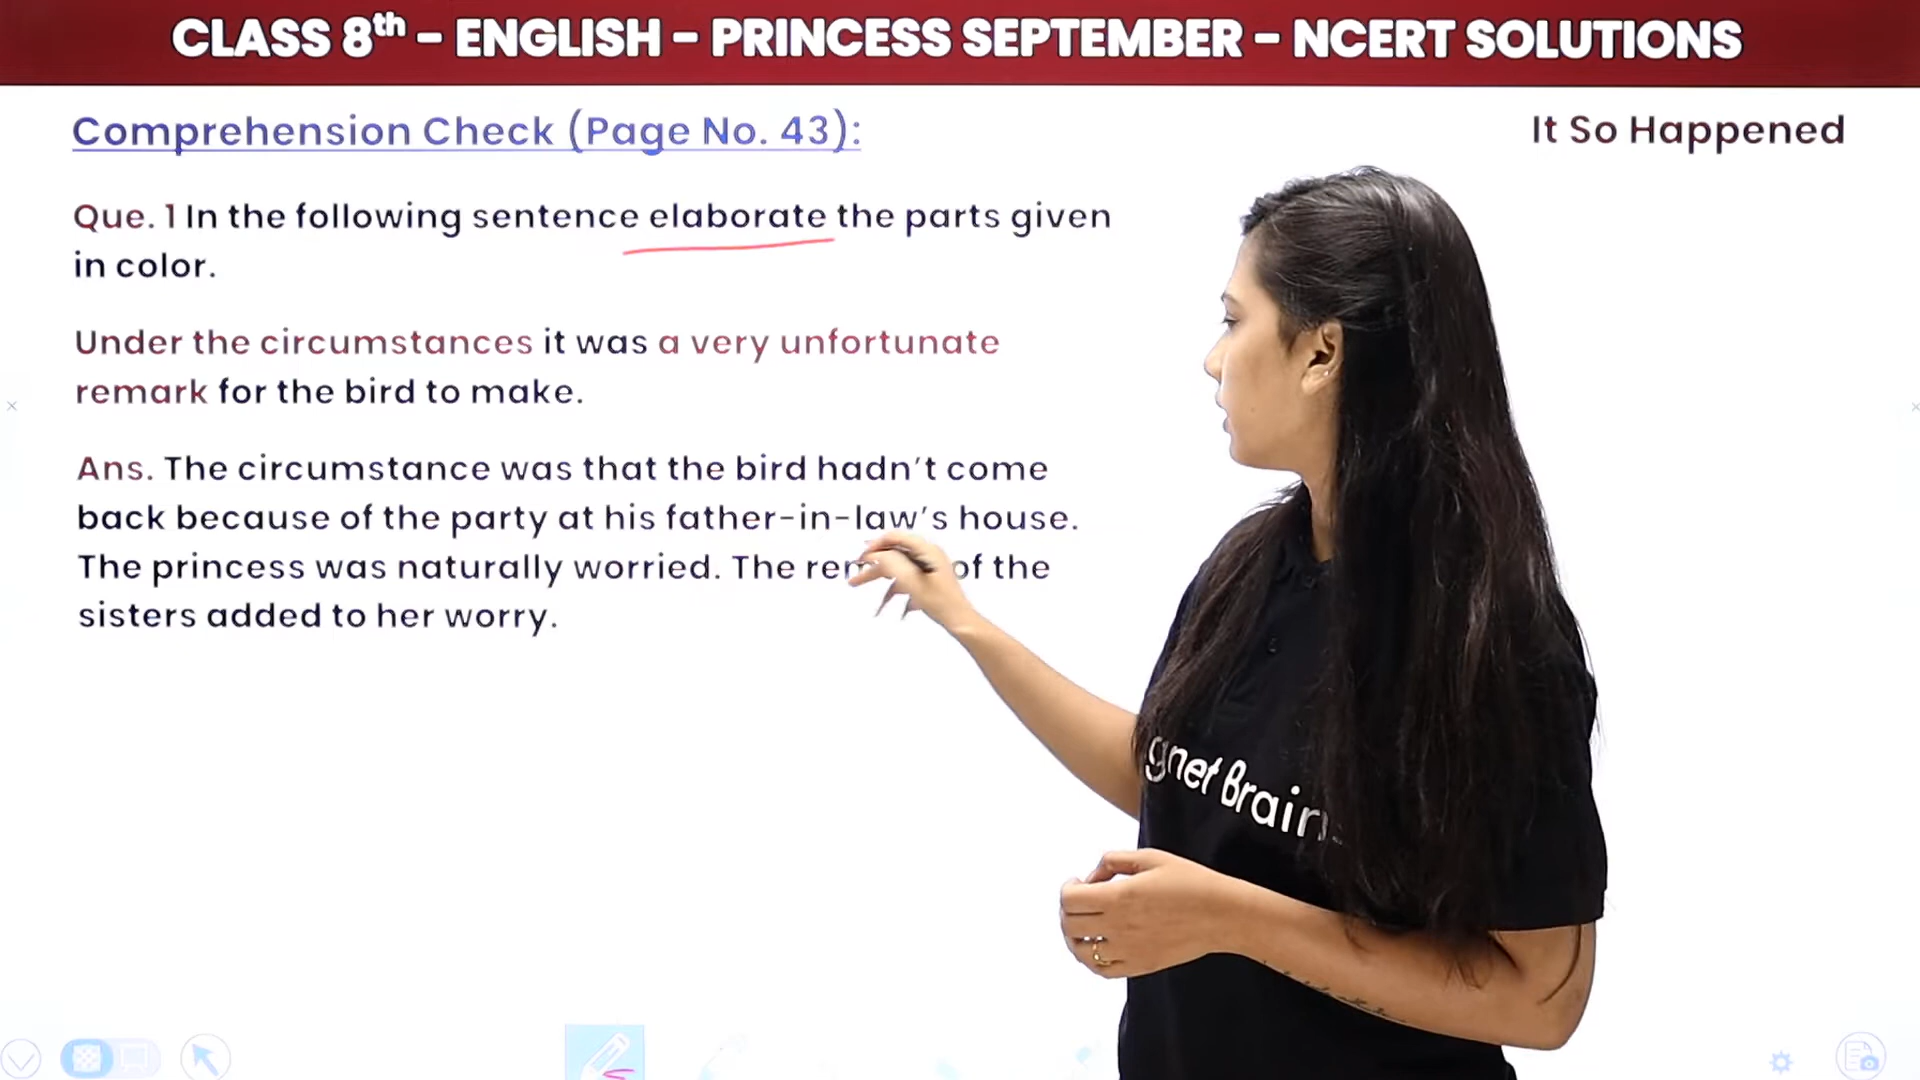 CLASS 8th - ENGLISH - PRINCESS SEPTEMBER - NCERT SOLUTIONS
Comprehension Check (Page No. 43):
It So Happened
Que. 1 In the following sentence elaborate the parts given
in color.
Under the circumstances it was a very unfortunate
remark for the bird to make.
Ans. The circumstance was that the bird hadn't come
back because of the party at his father-in-law's house.
The princess was naturally worried. The of the
sisters added to her worry.
gnet Brain